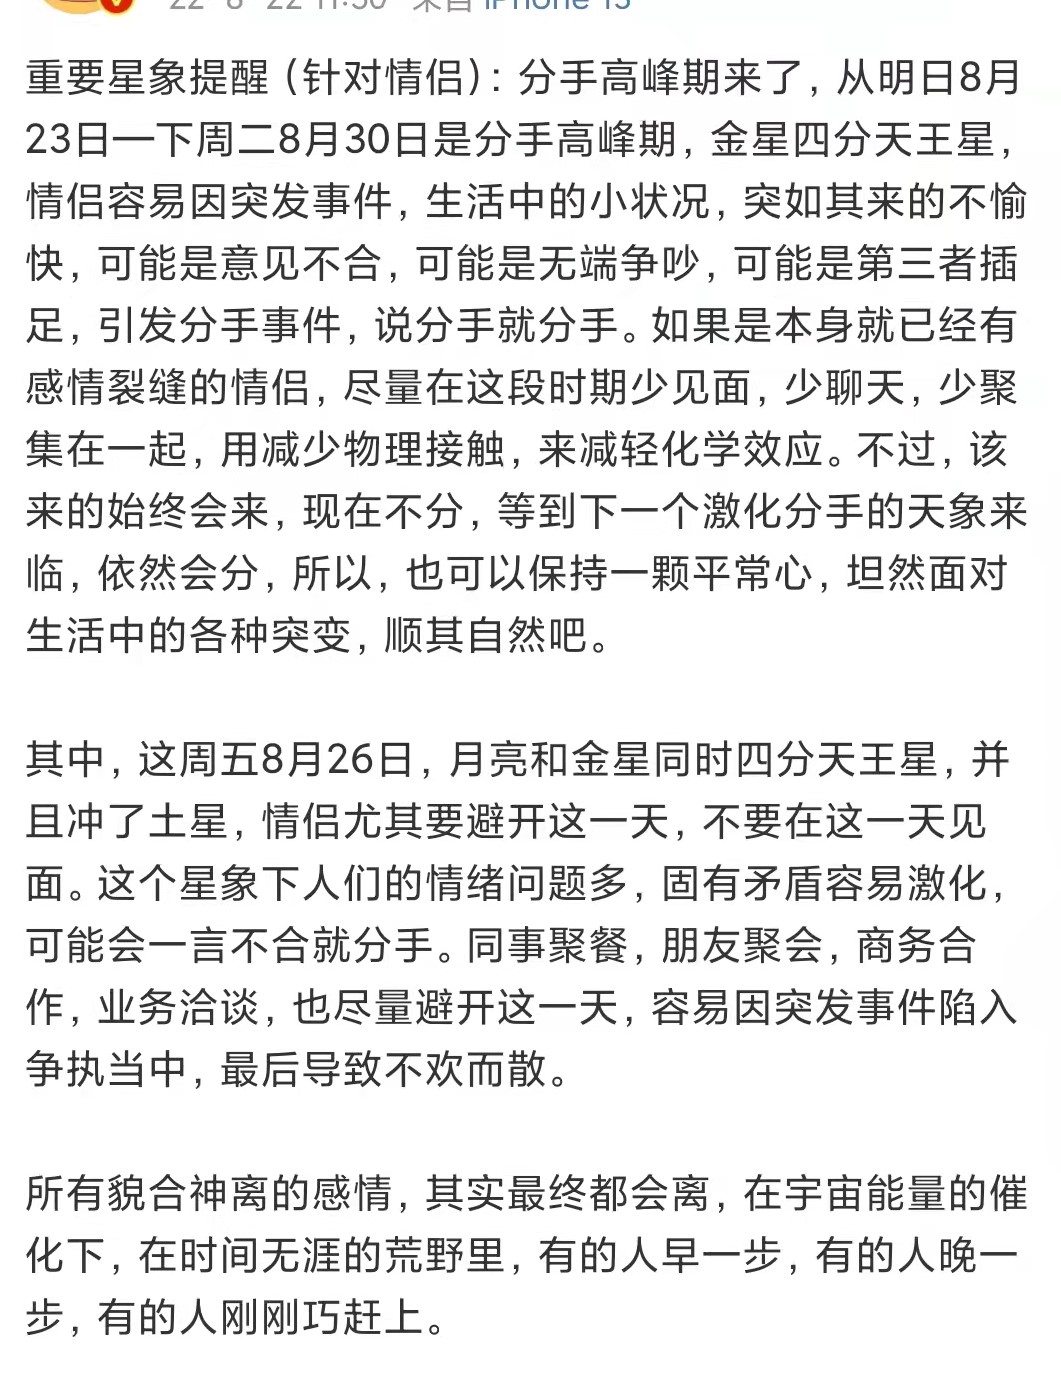 22-8-22 11:50 来自 iPhone 13
重要星象提醒（针对情侣）：分手高峰期来了，从明日8月
23日一下周二8月30日是分手高峰期，金星四分天王星，
情侣容易因突发事件，生活中的小状况，突如其来的不愉
快，可能是意见不合，可能是无端争吵，可能是第三者插
足，引发分手事件，说分手就分手。如果是本身就已经有
感情裂缝的情侣，尽量在这段时期少见面，少聊天，少聚
集在一起，用减少物理接触，来减轻化学效应。不过，该
来的始终会来，现在不分，等到下一个激化分手的天象来
临，依然会分，所以，也可以保持一颗平常心，坦然面对
生活中的各种突变，顺其自然吧。
其中，这周五8月26日，月亮和金星同时四分天王星，并
且冲了土星，情侣尤其要避开这一天，不要在这一天见
面。这个星象下人们的情绪问题多，固有矛盾容易激化，
可能会一言不合就分手。同事聚餐，朋友聚会，商务合
作，业务洽谈，也尽量避开这一天，容易因突发事件陷入
争执当中，最后导致不欢而散。
所有貌合神离的感情，其实最终都会离，在宇宙能量的催
化下，在时间无涯的荒野里，有的人早一步，有的人晚一
步，有的人刚刚巧赶上。